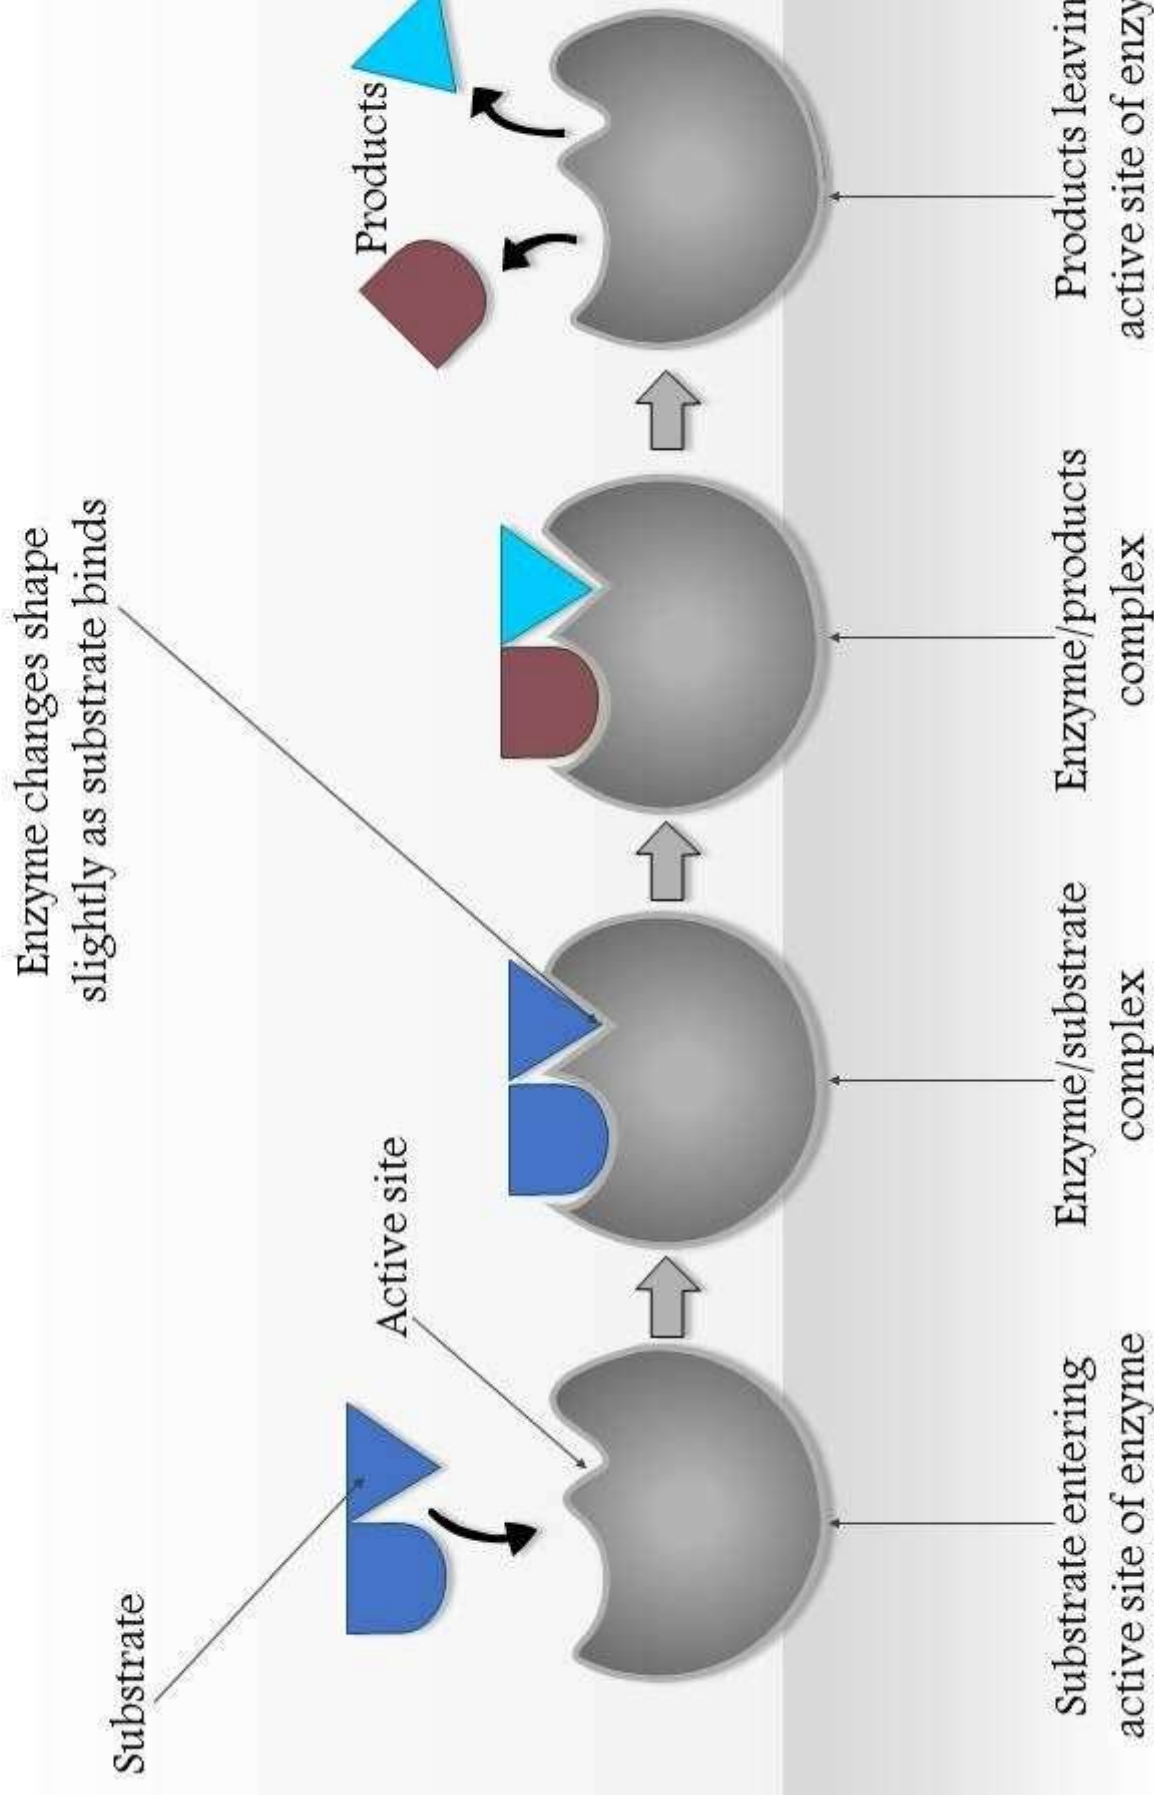 Enzyme changes shape
slightly as substrate binds
Substrate
Active site
Products
Substrate entering
active site of enzyme
Enzyme/substrate
complex
Enzyme/products
complex
Products leavin
active site of enzy